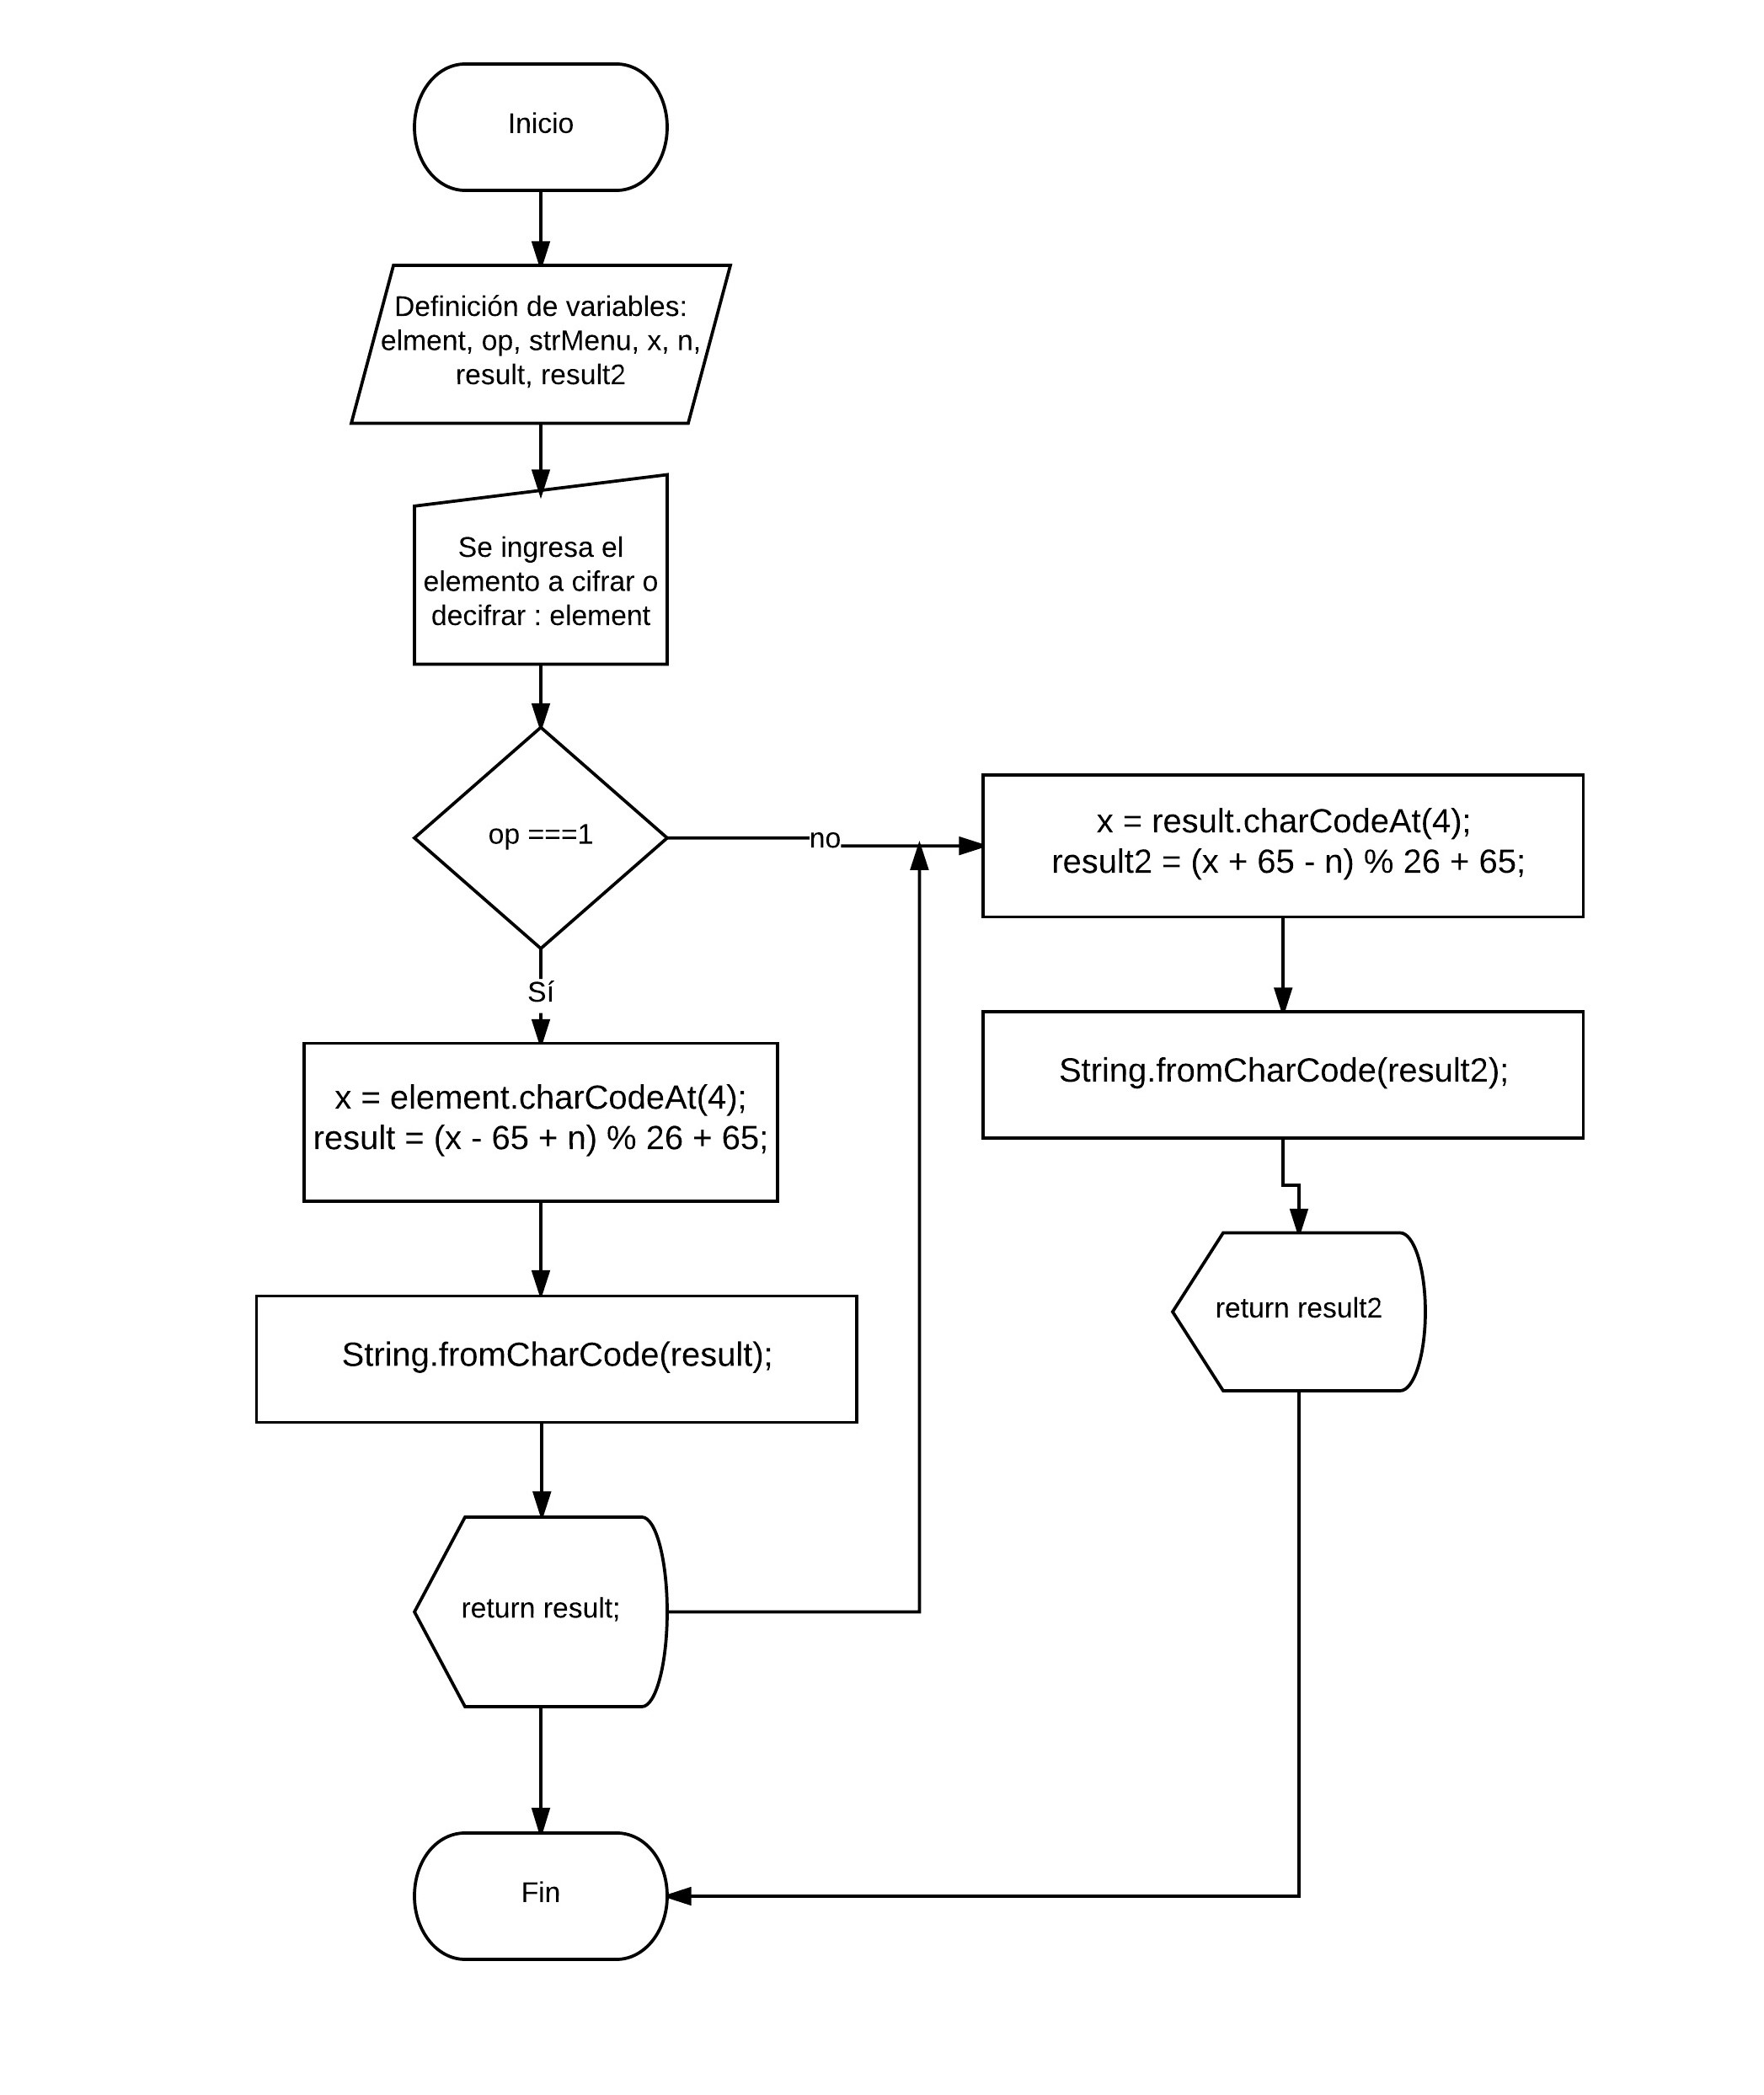 Inicio
Definición de variables:
elment, op, strMenu, x, n,
result, result2
Se ingresa el
elemento a cifrar o
decifrar : element
op ===1
no
Sí
x = element.charCodeAt(4);
result = (x - 65 + n) % 26 + 65;
String.fromCharCode(result);
return result;
Fin
x = result.charCodeAt(4);
result2 = (x + 65 - n) % 26 + 65;
String.fromCharCode(result2);
return result2